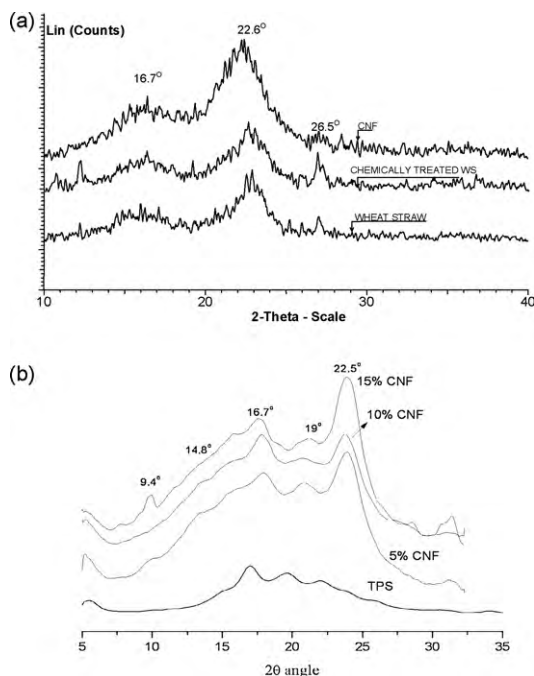 (a)
Lin (Counts)
22.6°
16.7°
26.5°
CNF
CHEMICALLY TREATED WS
WHEAT STRAW
10 20 30 40
2-Theta - Scale
(b)
22.5°
15% CNF
16.7°
10% CNF
19°
14.8°
9.4°
5% CNF
TPS
5 10 15 20 25 30 35
2θ angle